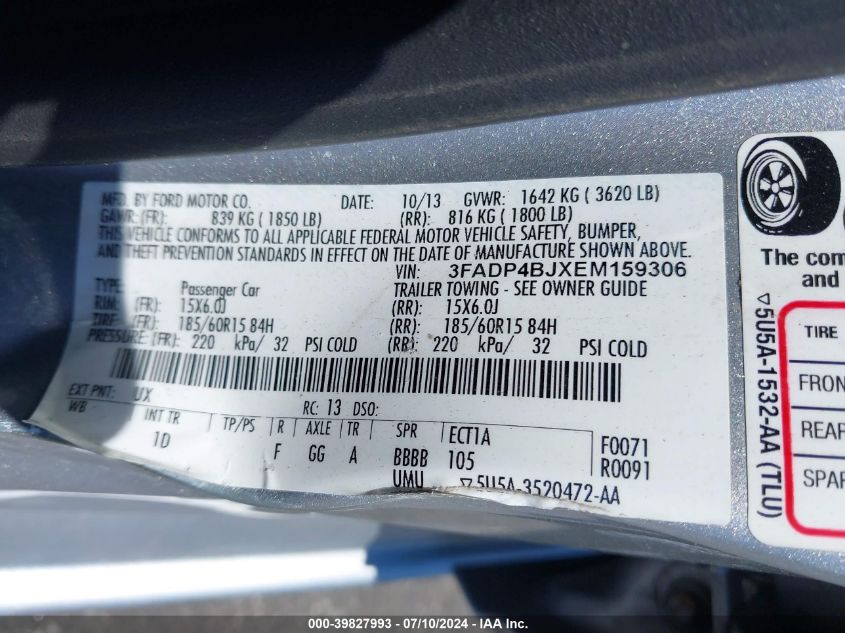 MFD. BY FORD MOTOR CO. DATE: 10/13 GVWR: 1642 KG ( 3620 LB)
GAWR: (FR): 839 KG ( 1850 LB) (RR): 816 KG ( 1800 LB)
THIS VEHICLE CONFORMS TO ALL APPLICABLE FEDERAL MOTOR VEHICLE SAFETY, BUMPER,
AND THEFT PREVENTION STANDARDS IN EFFECT ON THE DATE OF MANUFACTURE SHOWN ABOVE.
VIN: 3FADP4BJXEM159306
TYPE: Passenger Car TRAILER TOWING - SEE OWNER GUIDE
RIM: (FR): 15X6.0J (RR): 15X6.0J
TIRE: (FR): 185/60R15 84H (RR): 185/60R15 84H
PRESSURE: (FR): 220 kPa/ 32 PSI COLD (RR): 220 kPa/ 32 PSI COLD
EXT PNT: UX RC: 13 DSO:
WB INT TR TP/PS R AXLE TR SPR ECT1A F0071
1D F GG A BBBB 105 R0091
UMU ▽5U5A-3520472-AA
The com
and
▽5U5A-1532-AA (TLU)
TIRE
FRON
REAR
SPAR
000-39827993 - 07/10/2024 - IAA Inc.